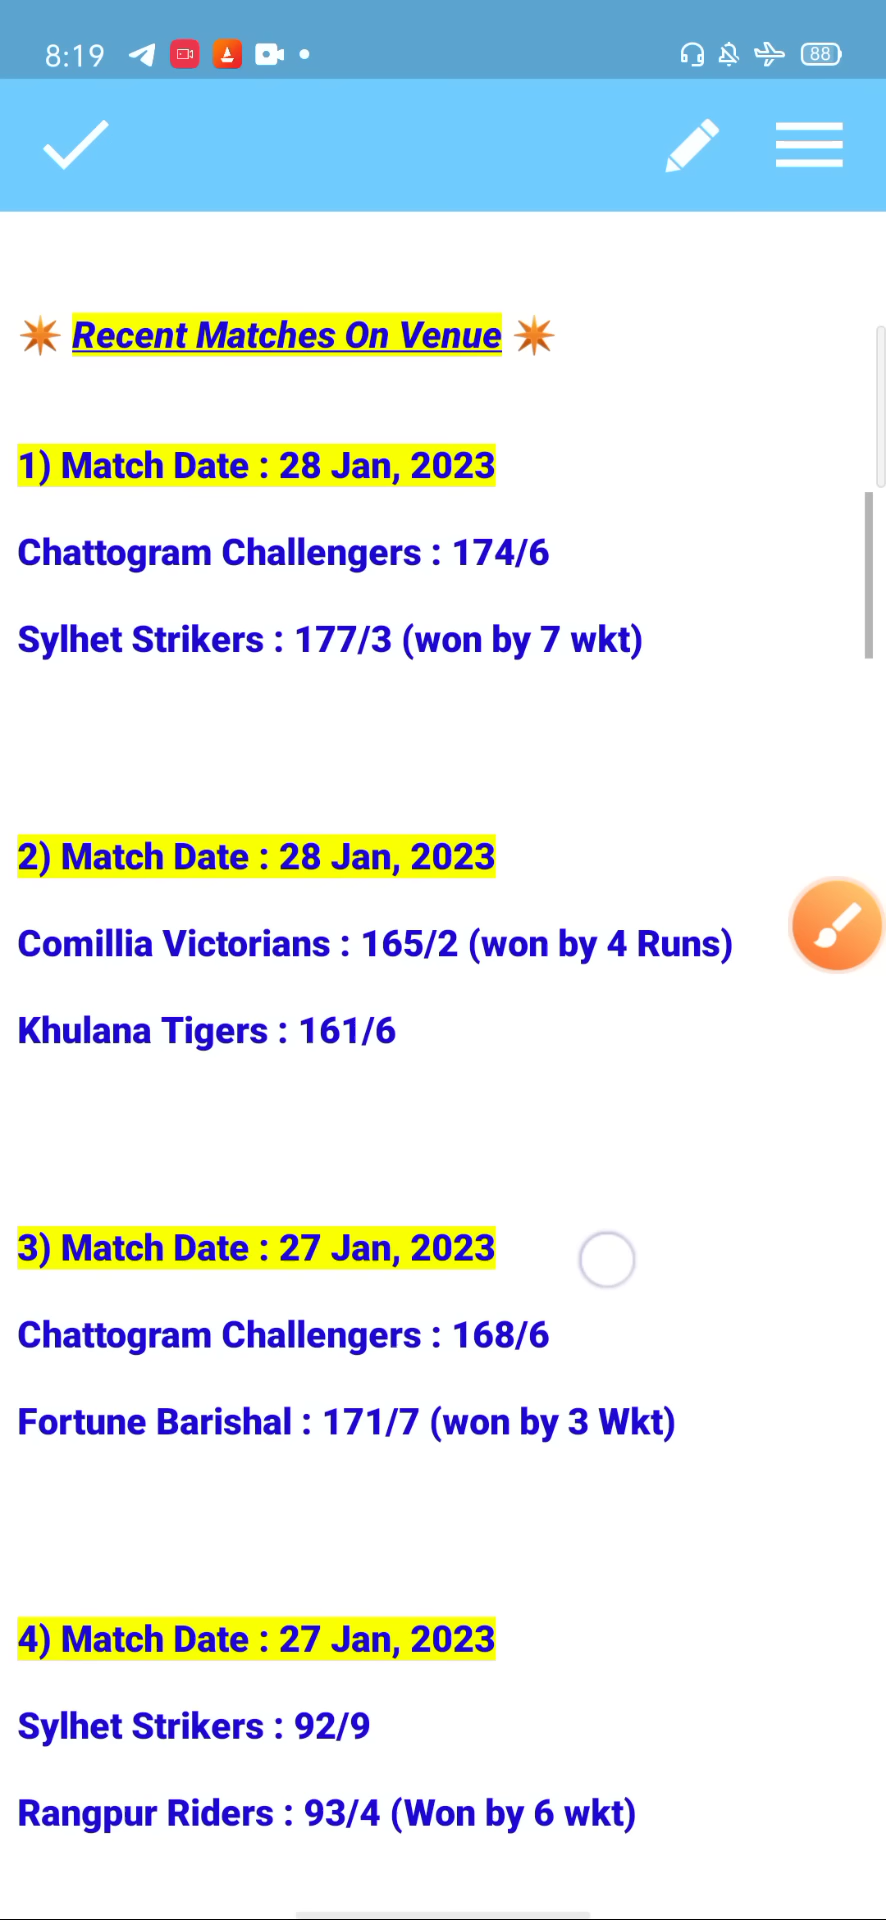 8:19
88
Recent Matches On Venue
1) Match Date : 28 Jan, 2023
Chattogram Challengers : 174/6
Sylhet Strikers : 177/3 (won by 7 wkt)
2) Match Date : 28 Jan, 2023
Comillia Victorians : 165/2 (won by 4 Runs)
Khulana Tigers : 161/6
3) Match Date : 27 Jan, 2023
Chattogram Challengers : 168/6
Fortune Barishal : 171/7 (won by 3 Wkt)
4) Match Date : 27 Jan, 2023
Sylhet Strikers : 92/9
Rangpur Riders : 93/4 (Won by 6 wkt)